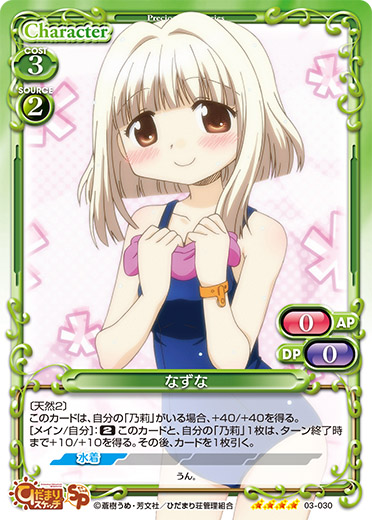 Precious Memories
Character
COST
3
SOURCE
2
0 AP
DP 0
なずな
[天然2]
このカードは、自分の「乃莉」がいる場合、+40/+40を得る。
[メイン/自分]:2このカードと、自分の「乃莉」1枚は、ターン終了時
まで+10/+10を得る。その後、カードを1枚引く。
水着
うん。
ひだまりスケッチ SP
©蒼樹うめ・芳文社/ひだまり荘管理組合
★★★★ 03-030